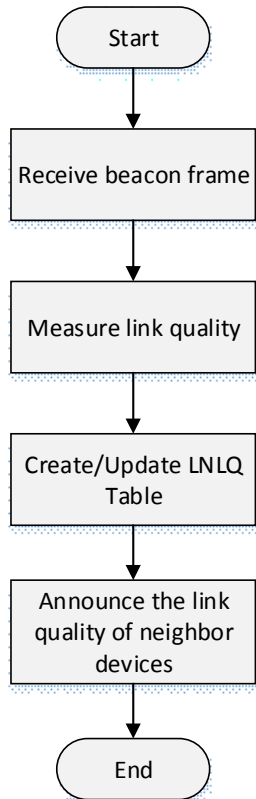 Start
Receive beacon frame
Measure link quality
Create/Update LNLQ
Table
Announce the link
quality of neighbor
devices
End